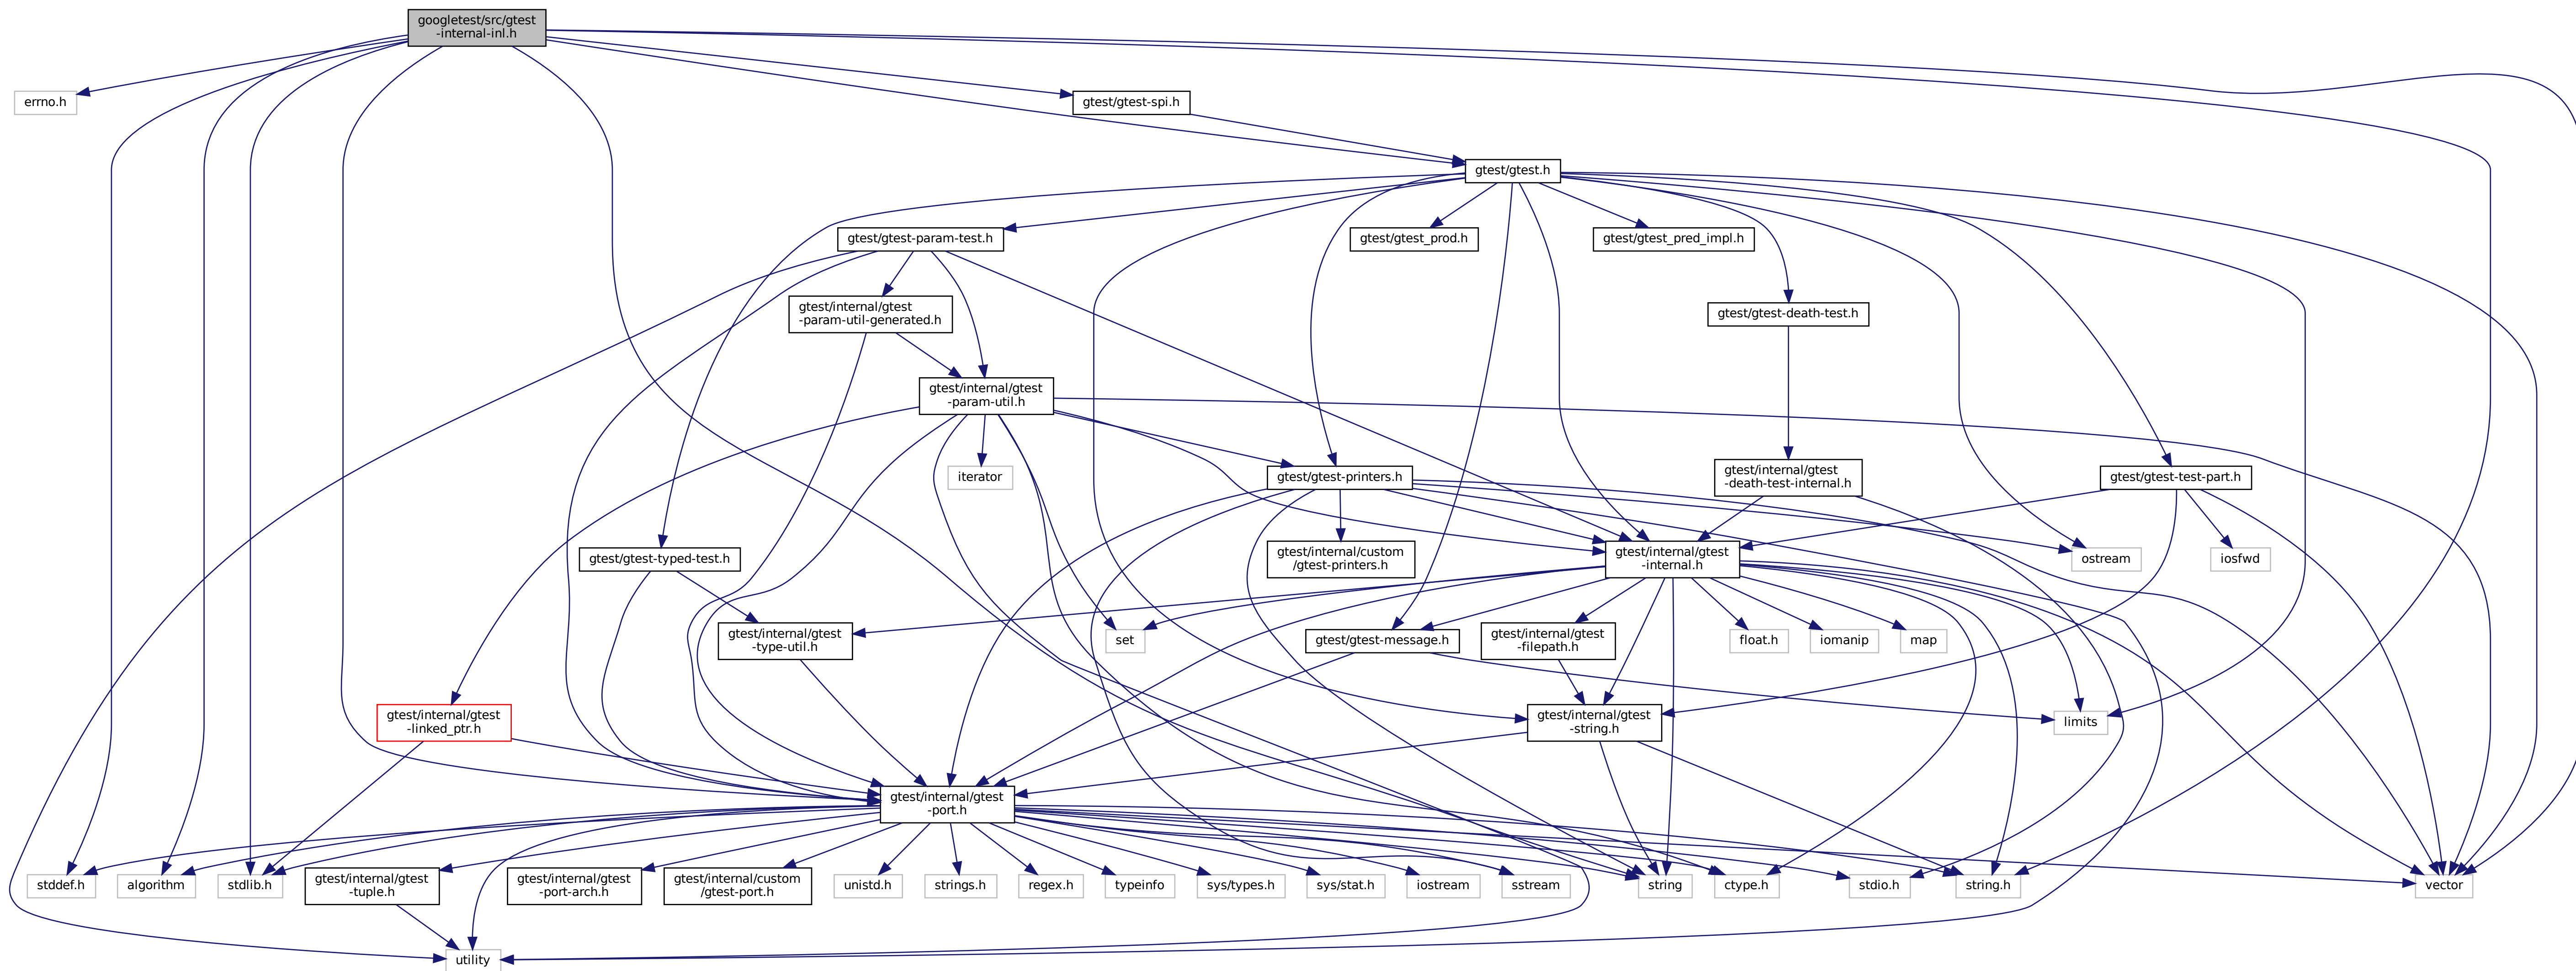 googletest/src/gtest
-internal-inl.h
errno.h
gtest/gtest-spi.h
gtest/gtest.h
gtest/gtest-param-test.h
gtest/gtest_prod.h
gtest/gtest_pred_impl.h
gtest/internal/gtest
-param-util-generated.h
gtest/gtest-death-test.h
gtest/internal/gtest
-param-util.h
iterator
gtest/gtest-printers.h
gtest/internal/gtest
-death-test-internal.h
gtest/gtest-test-part.h
gtest/gtest-typed-test.h
gtest/internal/custom
/gtest-printers.h
gtest/internal/gtest
-internal.h
ostream
iosfwd
gtest/internal/gtest
-type-util.h
set
gtest/gtest-message.h
gtest/internal/gtest
-filepath.h
float.h
iomanip
map
gtest/internal/gtest
-linked_ptr.h
gtest/internal/gtest
-string.h
limits
gtest/internal/gtest
-port.h
stddef.h
algorithm
stdlib.h
gtest/internal/gtest
-tuple.h
gtest/internal/gtest
-port-arch.h
gtest/internal/custom
/gtest-port.h
unistd.h
strings.h
regex.h
typeinfo
sys/types.h
sys/stat.h
iostream
sstream
string
ctype.h
stdio.h
string.h
vector
utility